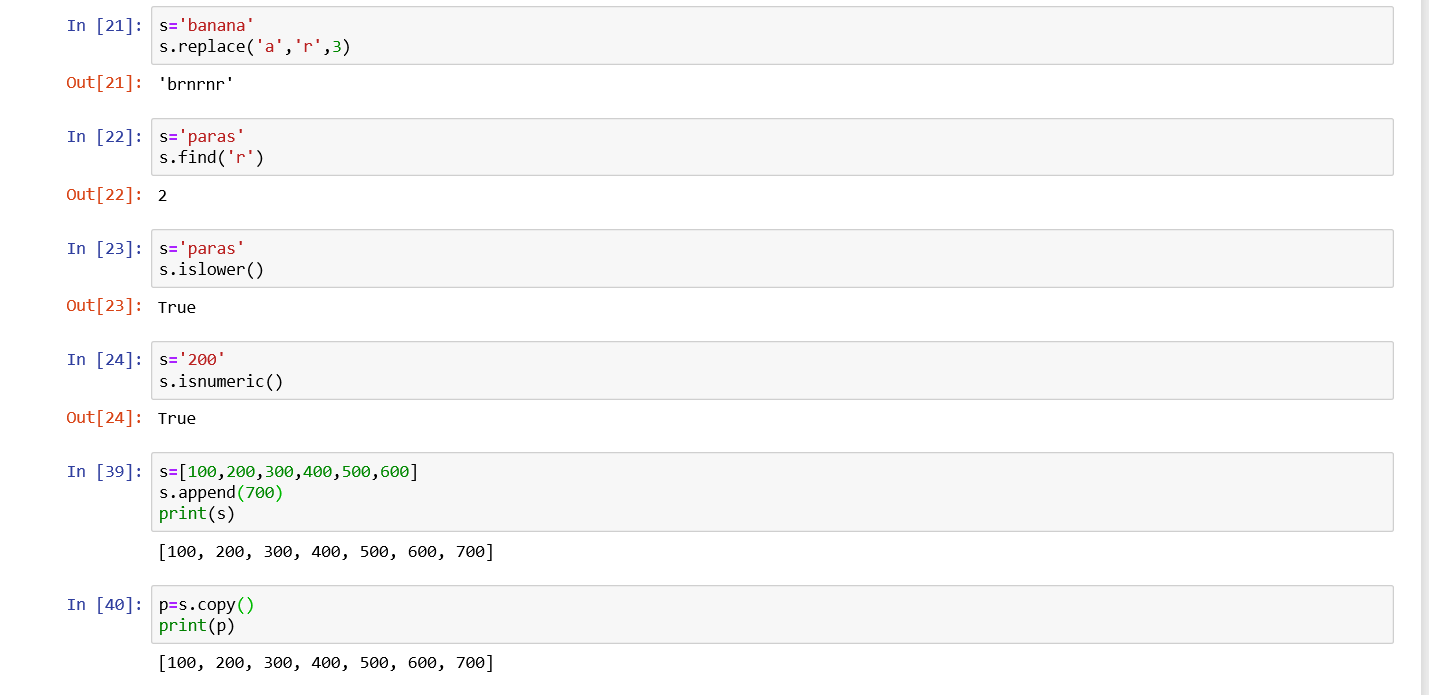 In [21]: s='banana'
s.replace('a','r',3)
Out[21]: 'brnrnr'
In [22]: s='paras'
s.find('r')
Out[22]: 2
In [23]: s='paras'
s.islower()
Out[23]: True
In [24]: s='200'
s.isnumeric()
Out[24]: True
In [39]: s=[100,200,300,400,500,600]
s.append(700)
print(s)
[100, 200, 300, 400, 500, 600, 700]
In [40]: p=s.copy()
print(p)
[100, 200, 300, 400, 500, 600, 700]